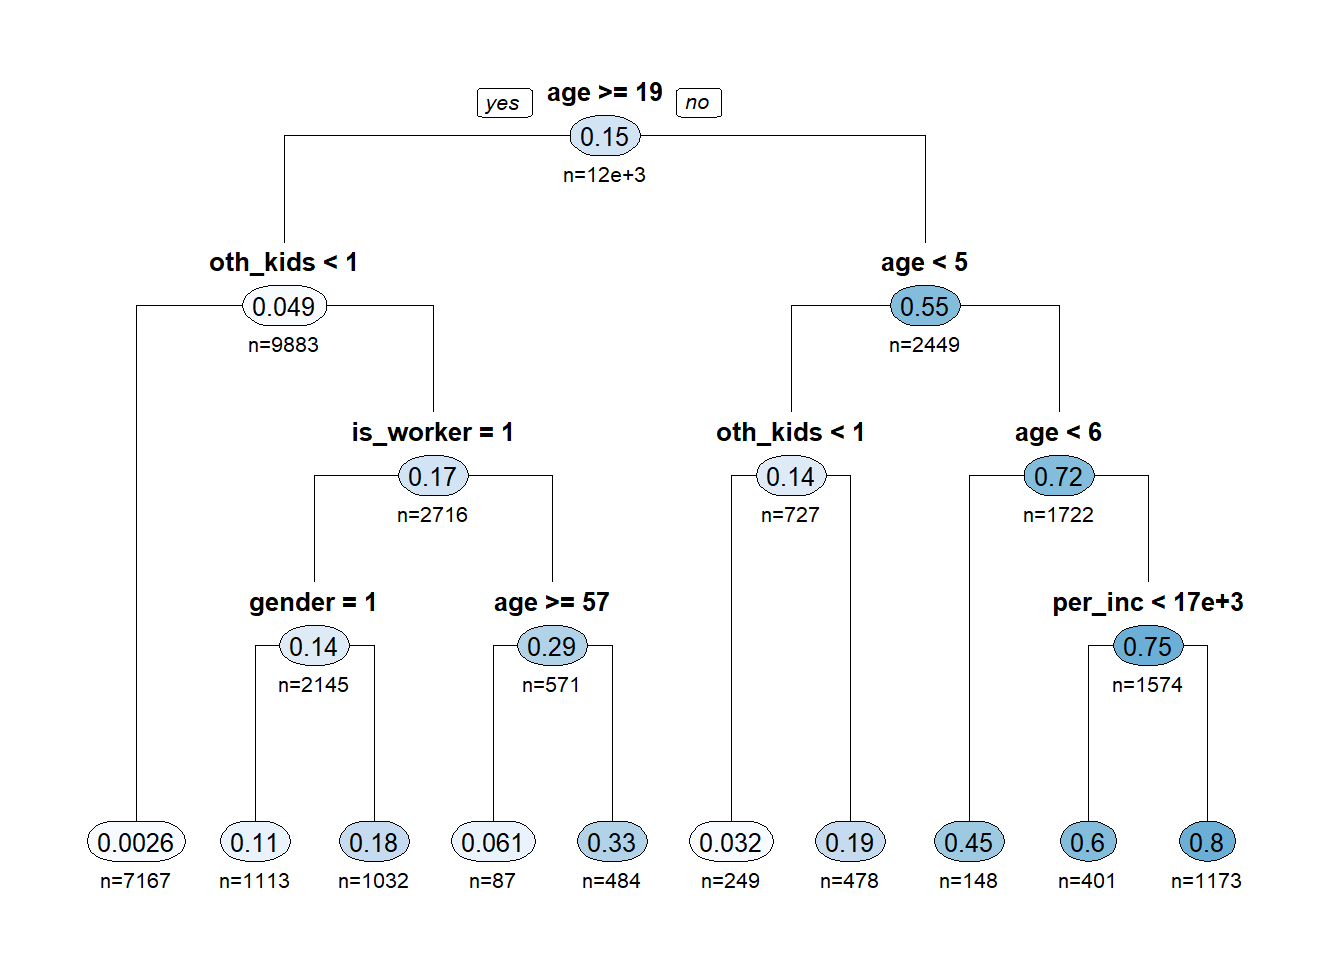 yes age >= 19 no
0.15
n=12e+3
oth_kids < 1 age < 5
0.049 0.55
n=9883 n=2449
is_worker = 1 oth_kids < 1 age < 6
0.17 0.14 0.72
n=2716 n=727 n=1722
gender = 1 age >= 57 per_inc < 17e+3
0.14 0.29 0.75
n=2145 n=571 n=1574
0.0026 0.11 0.18 0.061 0.33 0.032 0.19 0.45 0.6 0.8
n=7167 n=1113 n=1032 n=87 n=484 n=249 n=478 n=148 n=401 n=1173